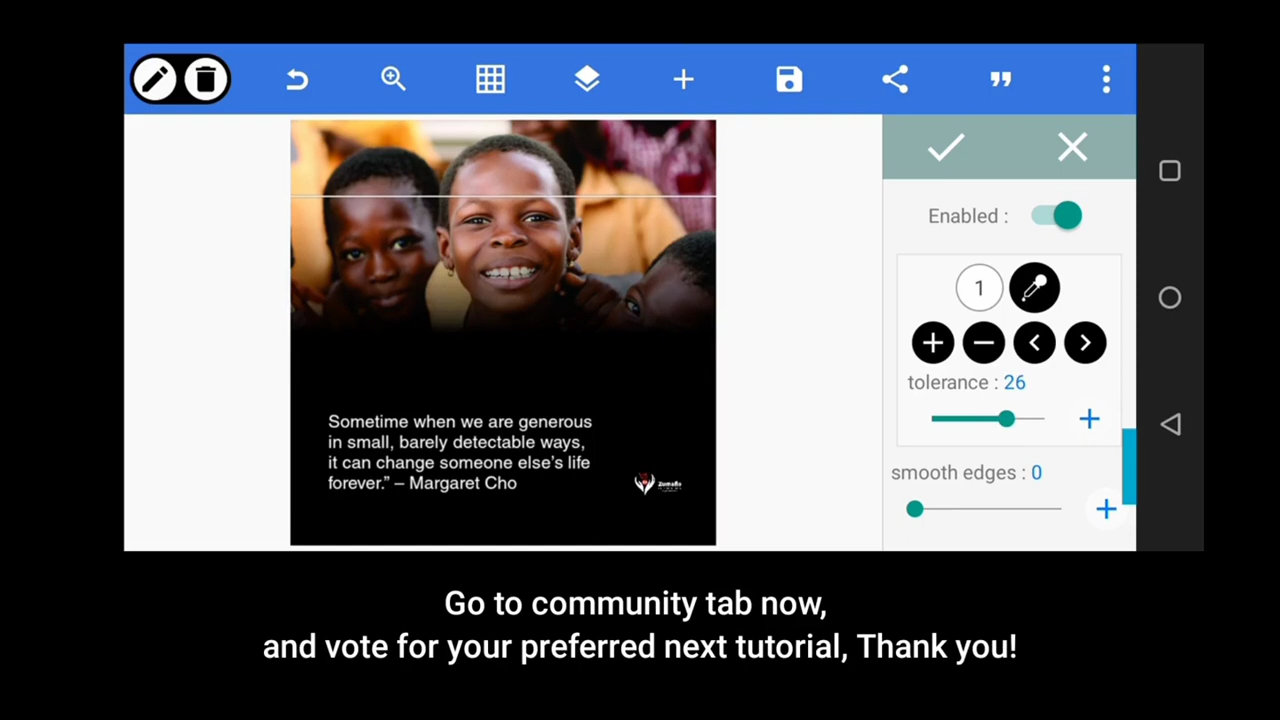 Enabled :
1
tolerance : 26
smooth edges : 0
Sometime when we are generous
in small, barely detectable ways,
it can change someone else's life
forever.” – Margaret Cho
Go to community tab now,
and vote for your preferred next tutorial, Thank you!